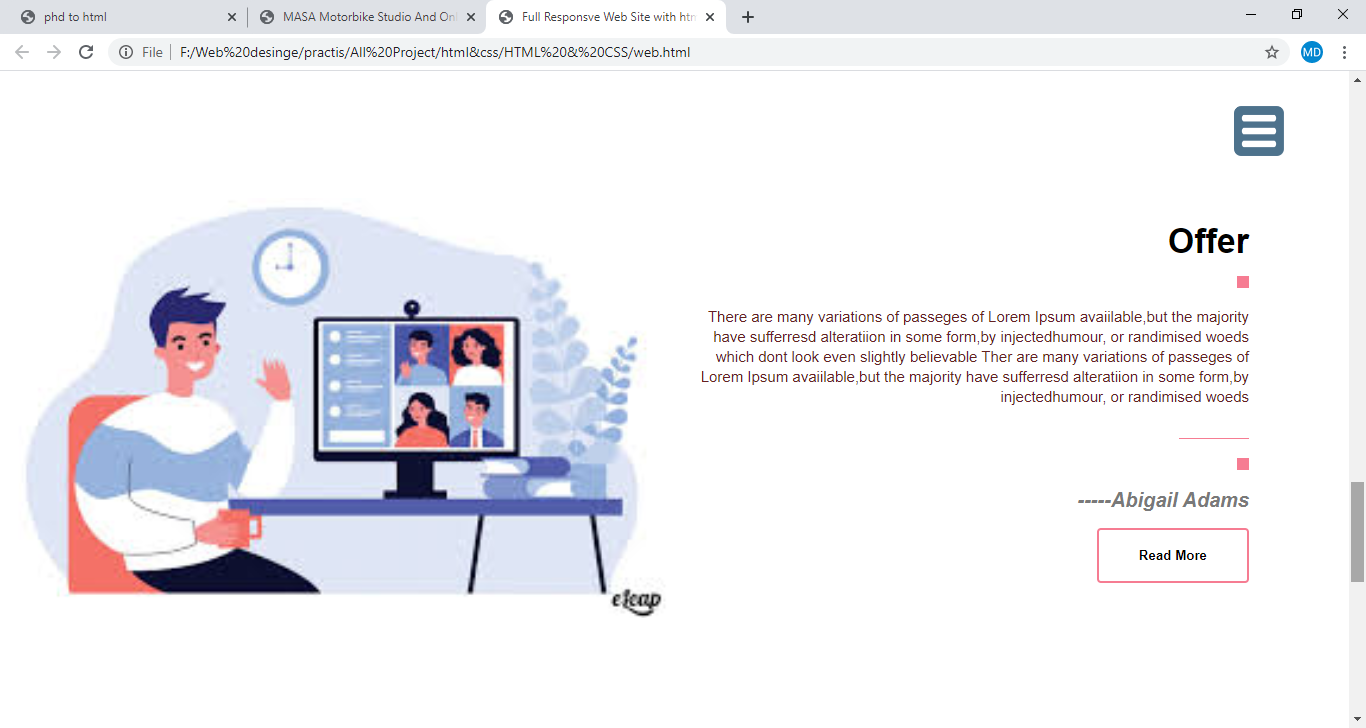 phd to html
MASA Motorbike Studio And Onl
Full Responsve Web Site with htm
File
F:/Web%20desinge/practis/All%20Project/html&css/HTML%20&%20CSS/web.html
MD
Offer
There are many variations of passeges of Lorem Ipsum avaiilable,but the majority
have sufferresd alteratiion in some form,by injectedhumour, or randimised woeds
which dont look even slightly believable Ther are many variations of passeges of
Lorem Ipsum avaiilable,but the majority have sufferresd alteratiion in some form,by
injectedhumour, or randimised woeds
-----Abigail Adams
Read More
eleap